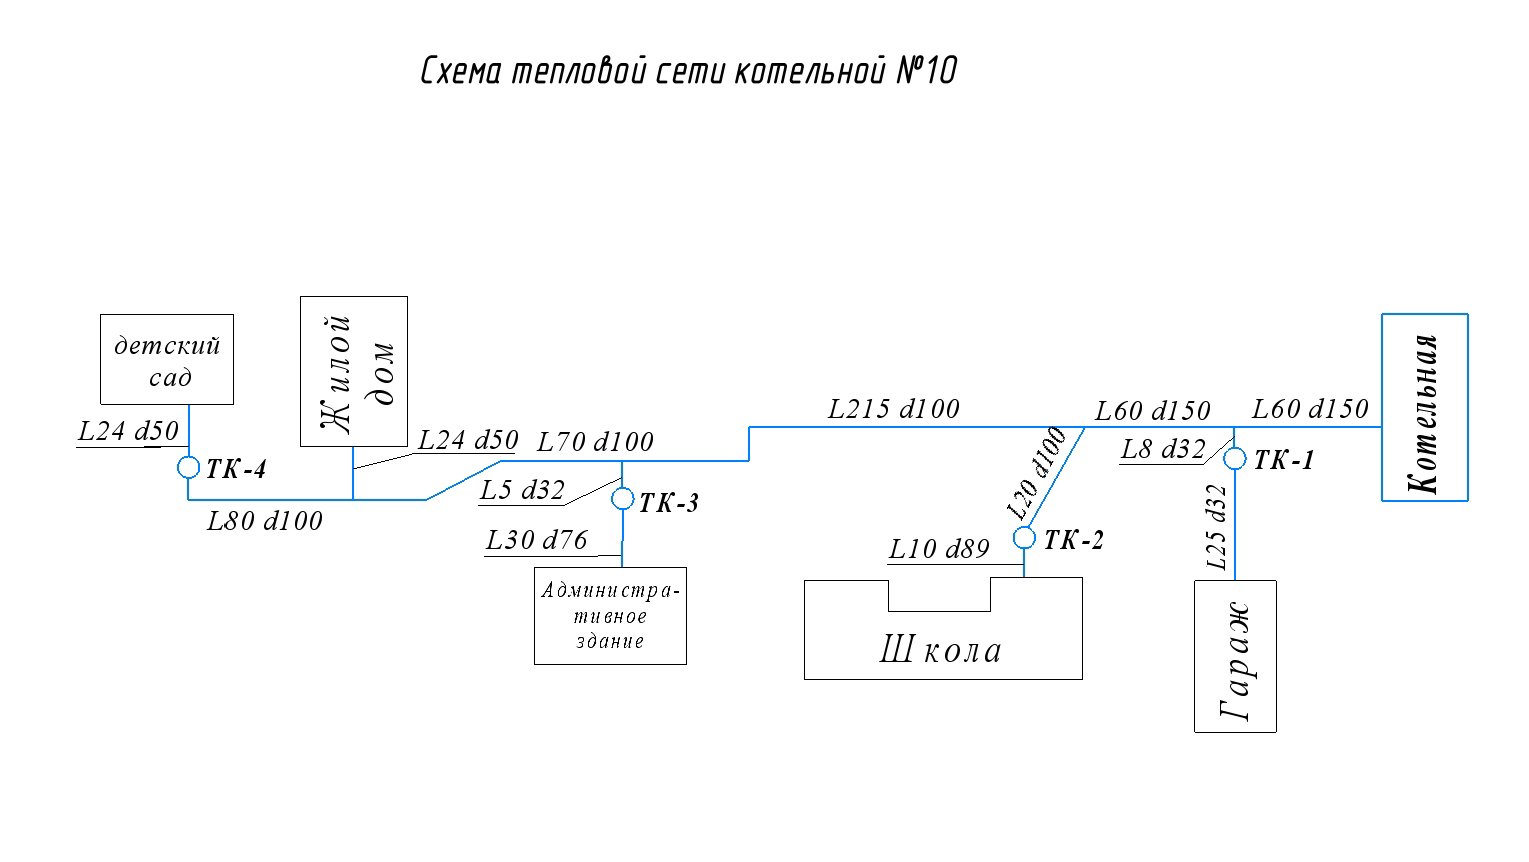 Схема тепловой сети котельной №10
детский
сад
Жилой
дом
Котельная
L24 d50
ТК-4
L80 d100
L24 d50
L70 d100
L5 d32
ТК-3
L30 d76
Администра-
тивное
здание
L215 d100
L60 d150
L60 d150
L20 d100
L8 d32
ТК-1
ТК-2
L10 d89
L25 d32
Школа
Гараж